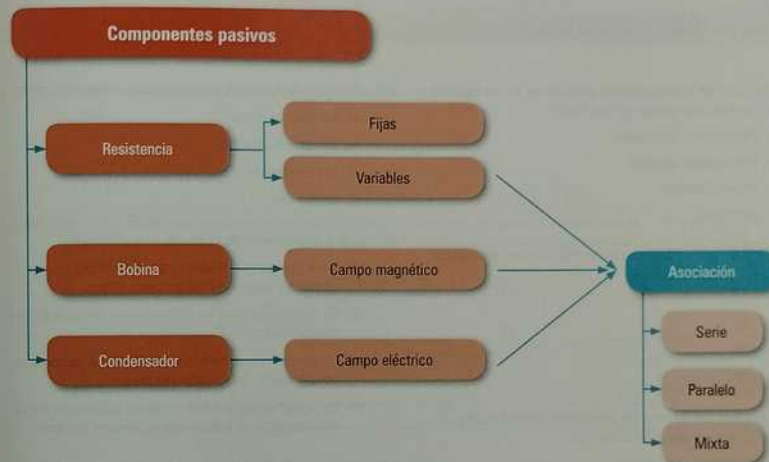 Componentes pasivos
Resistencia
Fijas
Variables
Bobina
Campo magnético
Condensador
Campo eléctrico
Asociación
Serie
Paralelo
Mixta